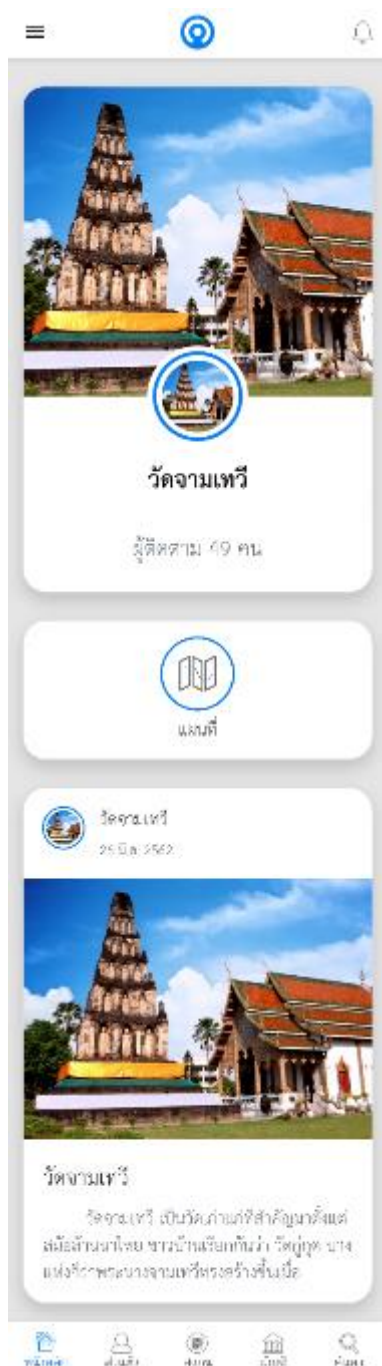 วัดจามเทวี
ผู้ติดตาม 49 คน
แผนที่
วัดจามเทวี
2562
วัดจามเทวี
วัดจามเทวี เป็นวัดเก่าแก่ที่สำคัญมาตั้งแต่
สมัยล้านนาไทย ชาวบ้านเรียกกันว่า วัดกู่กุด บาง
แห่งก็ว่าพระนางจามเทวีทรงสร้างขึ้นเมื่อ